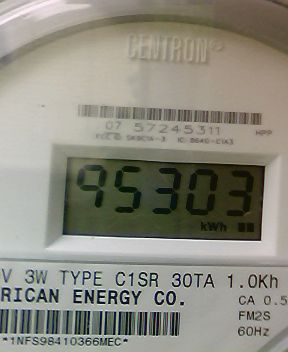 CENTRON®
07 57245311
HPP
95303
kWh
V 3W TYPE C1SR 30TA 1.0Kh
RICAN ENERGY CO.
CA 0.5
FM2S
60Hz
*1NFS98410366MEC*